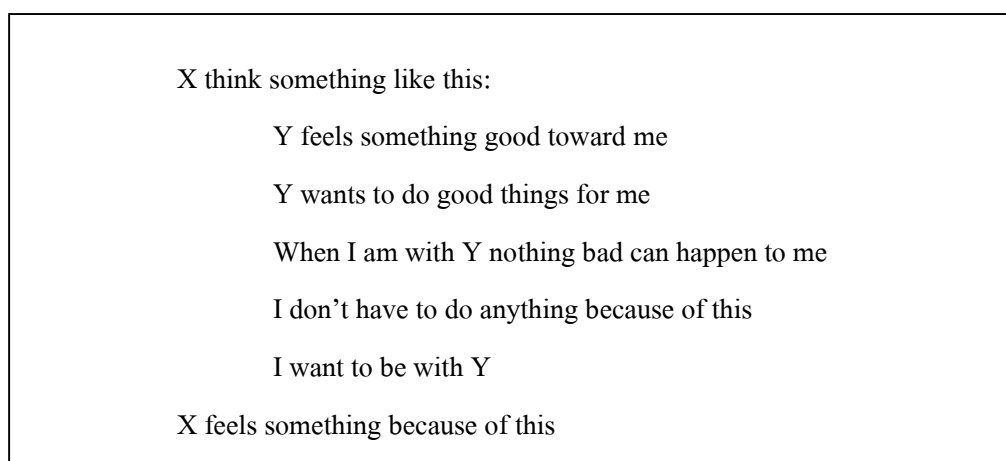 X think something like this:
Y feels something good toward me
Y wants to do good things for me
When I am with Y nothing bad can happen to me
I don’t have to do anything because of this
I want to be with Y
X feels something because of this